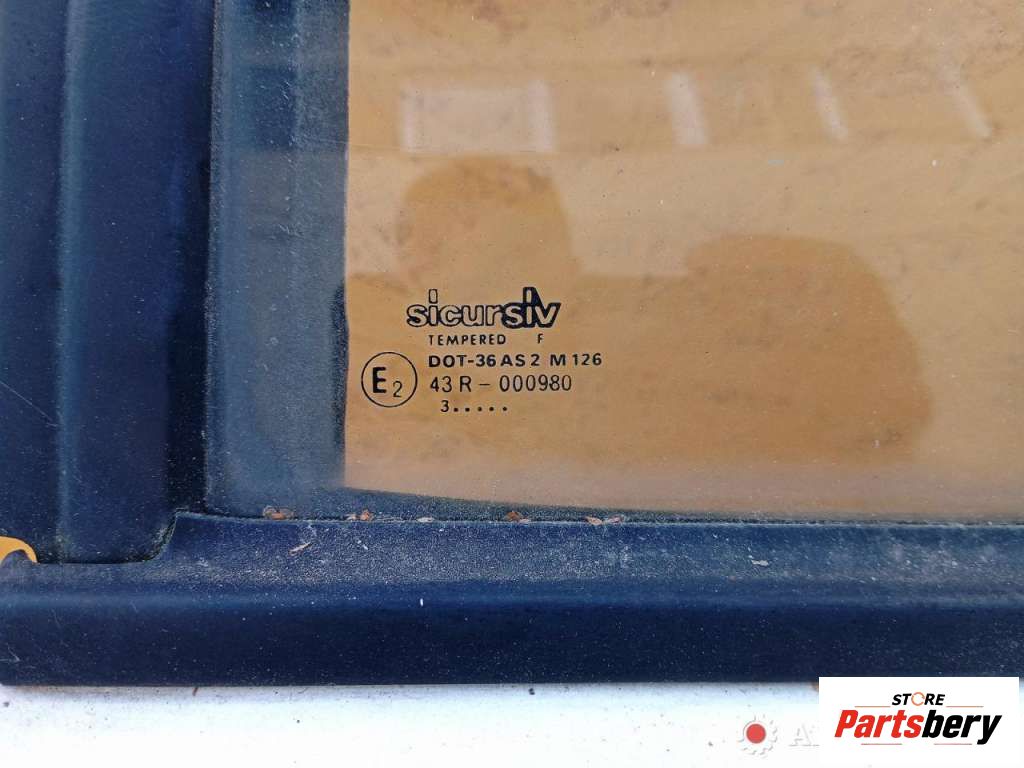 sicursiv
TEMPERED F
DOT-36 AS 2 M 126
E2
43 R - 000980
3.....
STORE
Partsbery